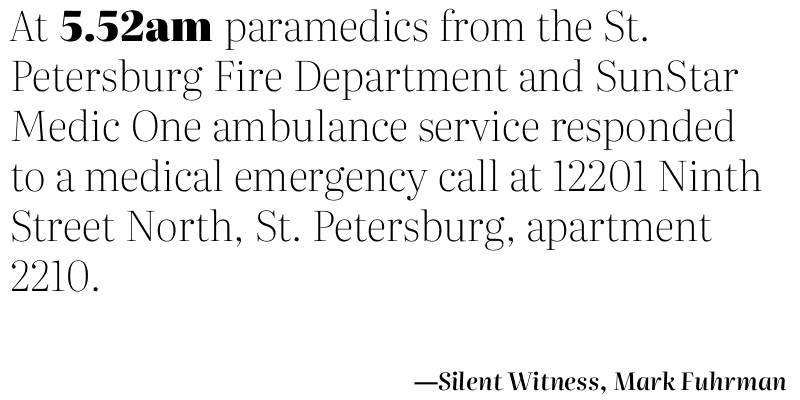 At 5.52am paramedics from the St.
Petersburg Fire Department and SunStar
Medic One ambulance service responded
to a medical emergency call at 12201 Ninth
Street North, St. Petersburg, apartment
2210.
—Silent Witness, Mark Fuhrman